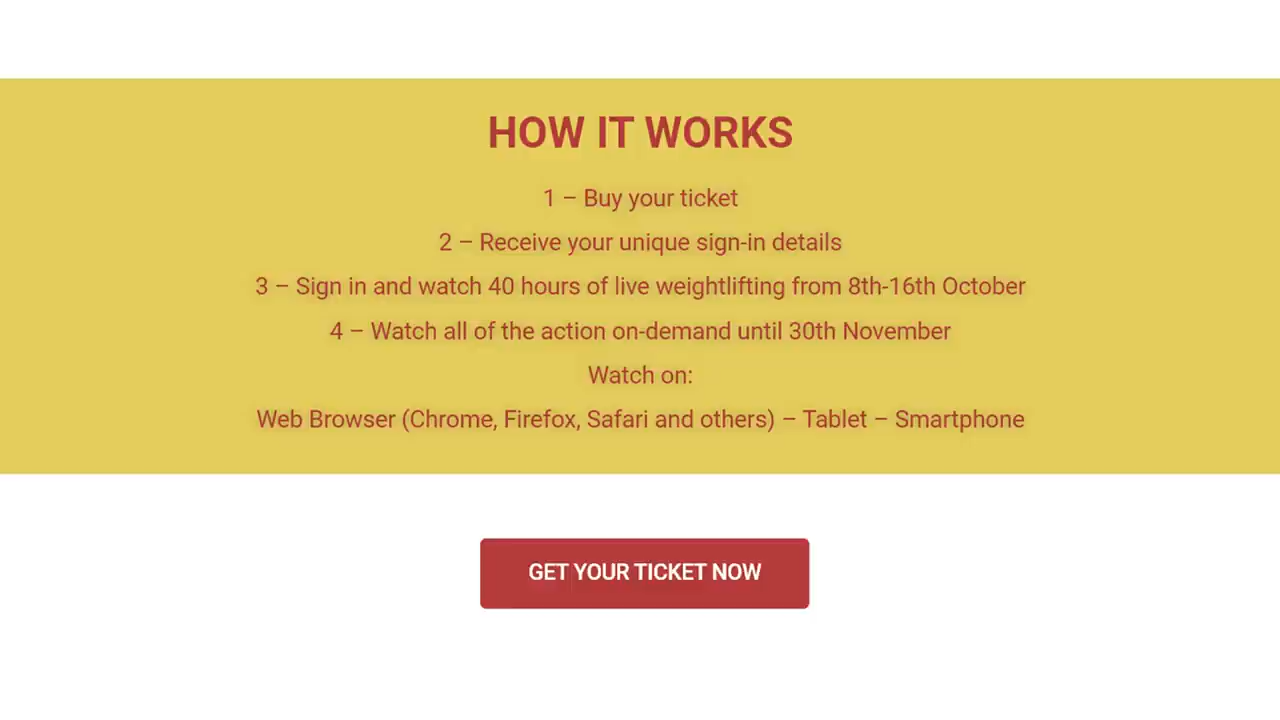 HOW IT WORKS
1 – Buy your ticket
2 – Receive your unique sign-in details
3 – Sign in and watch 40 hours of live weightlifting from 8th-16th October
4 – Watch all of the action on-demand until 30th November
Watch on:
Web Browser (Chrome, Firefox, Safari and others) – Tablet – Smartphone
GET YOUR TICKET NOW